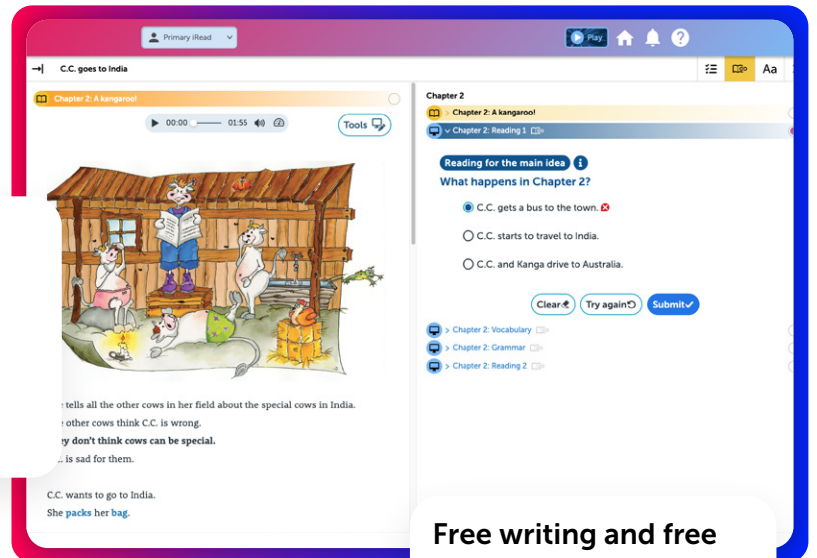 Primary iRead
Play
C.C. goes to India
Aa
Chapter 2: A kangaroo!
00:00 01:55
Tools
tells all the other cows in her field about the special cows in India.
other cows think C.C. is wrong.
don't think cows can be special.
is sad for them.
C.C. wants to go to India.
She packs her bag.
Chapter 2
> Chapter 2: A kangaroo!
Chapter 2: Reading 1
Reading for the main idea i
What happens in Chapter 2?
C.C. gets a bus to the town.
C.C. starts to travel to India.
C.C. and Kanga drive to Australia.
Clear Try again Submit
> Chapter 2: Vocabulary
> Chapter 2: Grammar
> Chapter 2: Reading 2
Free writing and free